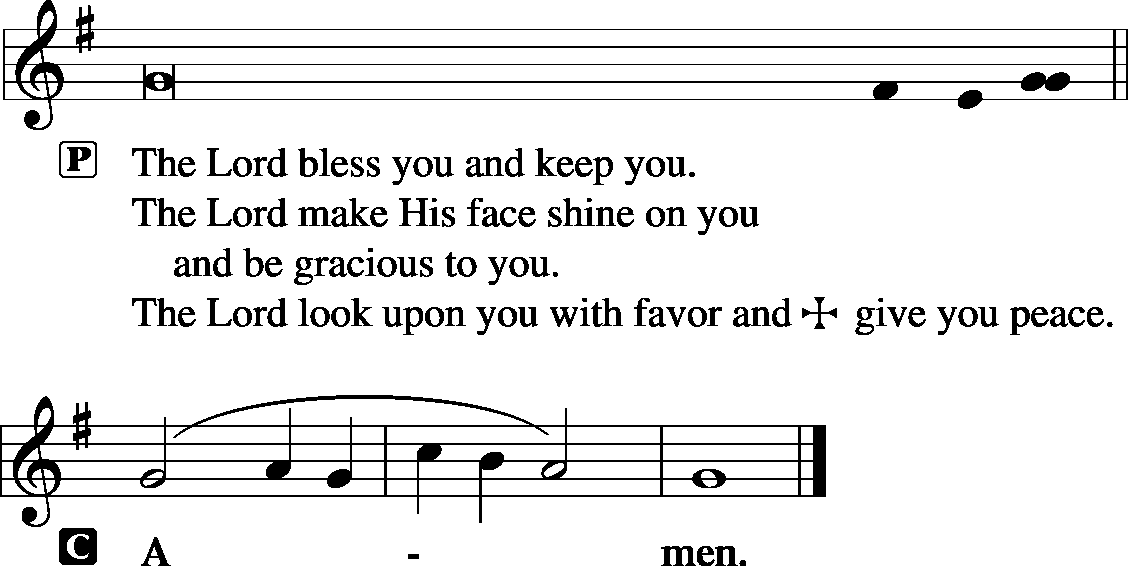 P The Lord bless you and keep you.
The Lord make His face shine on you
and be gracious to you.
The Lord look upon you with favor and ☩ give you peace.
C A - men.